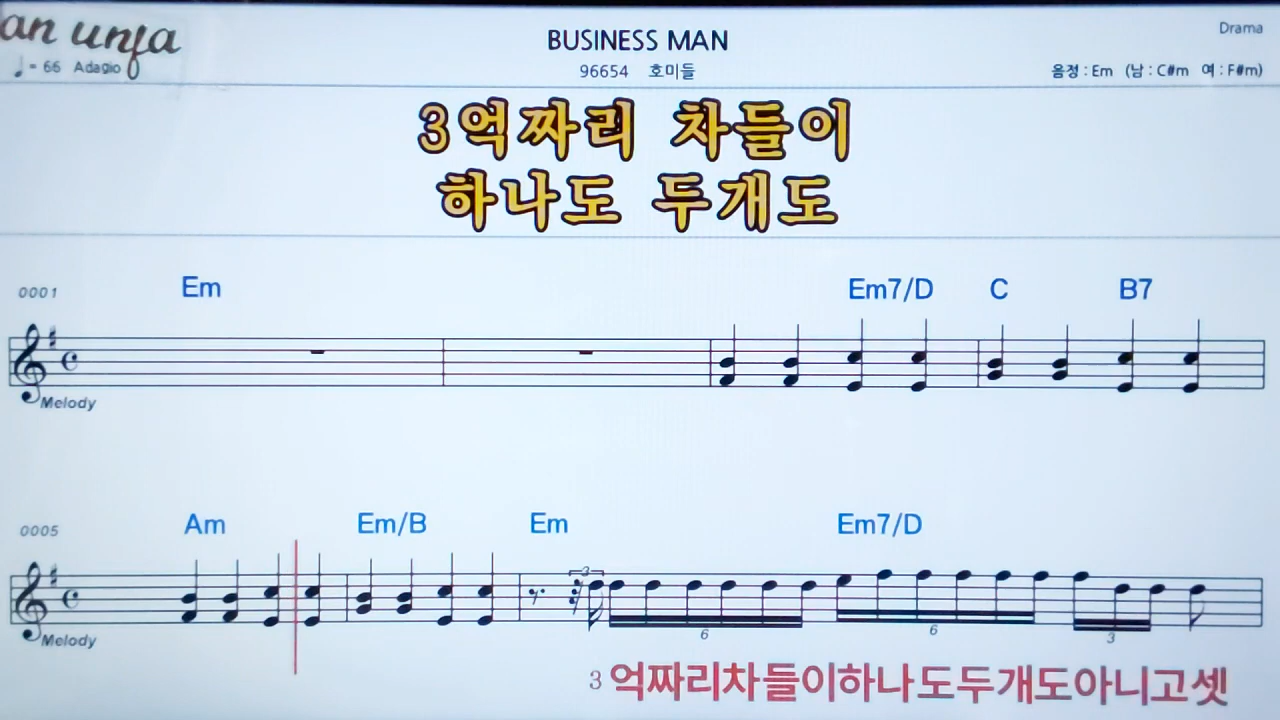 BUSINESS MAN
Drama
♩= 66 Adagio
96654 호미들
음정 : Em (남 : C#m 여 : F#m)
3억짜리 차들이
하나도 두개도
0001 Em Em7/D C B7
Melody
0005 Am Em/B Em Em7/D
3
Melody
6 6 3
3 억짜리차들이하나도두개도아니고셋